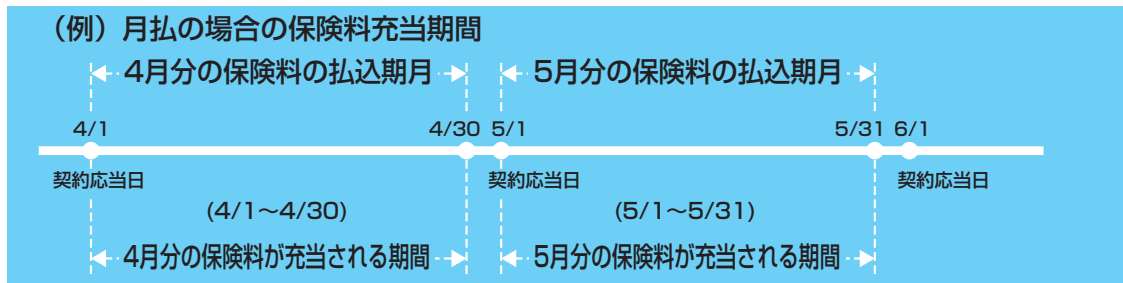 (例)月払の場合の保険料充当期間
4月分の保険料の払込期月 5月分の保険料の払込期月
4/1 4/30 5/1 5/31 6/1
契約応当日 契約応当日 契約応当日
(4/1～4/30) (5/1～5/31)
4月分の保険料が充当される期間 5月分の保険料が充当される期間